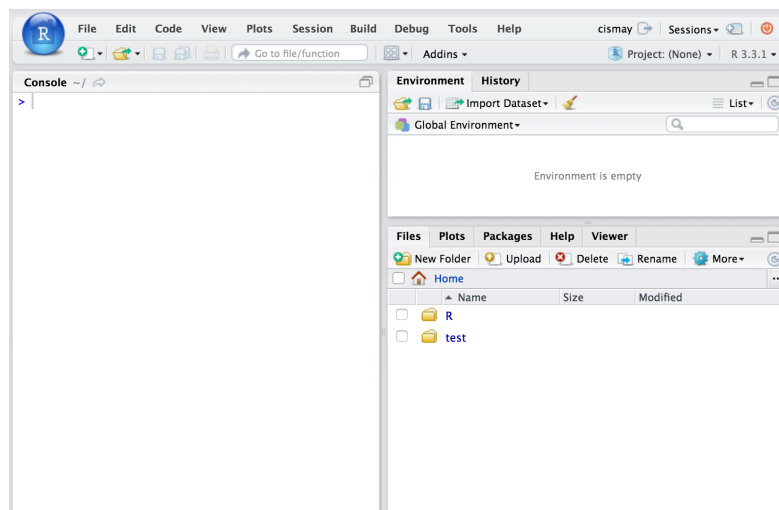 R File Edit Code View Plots Session Build Debug Tools Help cismay Sessions
Go to file/function Addins Project: (None) R 3.3.1
Console ~/
>
Environment History
Import Dataset List
Global Environment
Environment is empty
Files Plots Packages Help Viewer
New Folder Upload Delete Rename More
Home ..
Name Size Modified
R
test